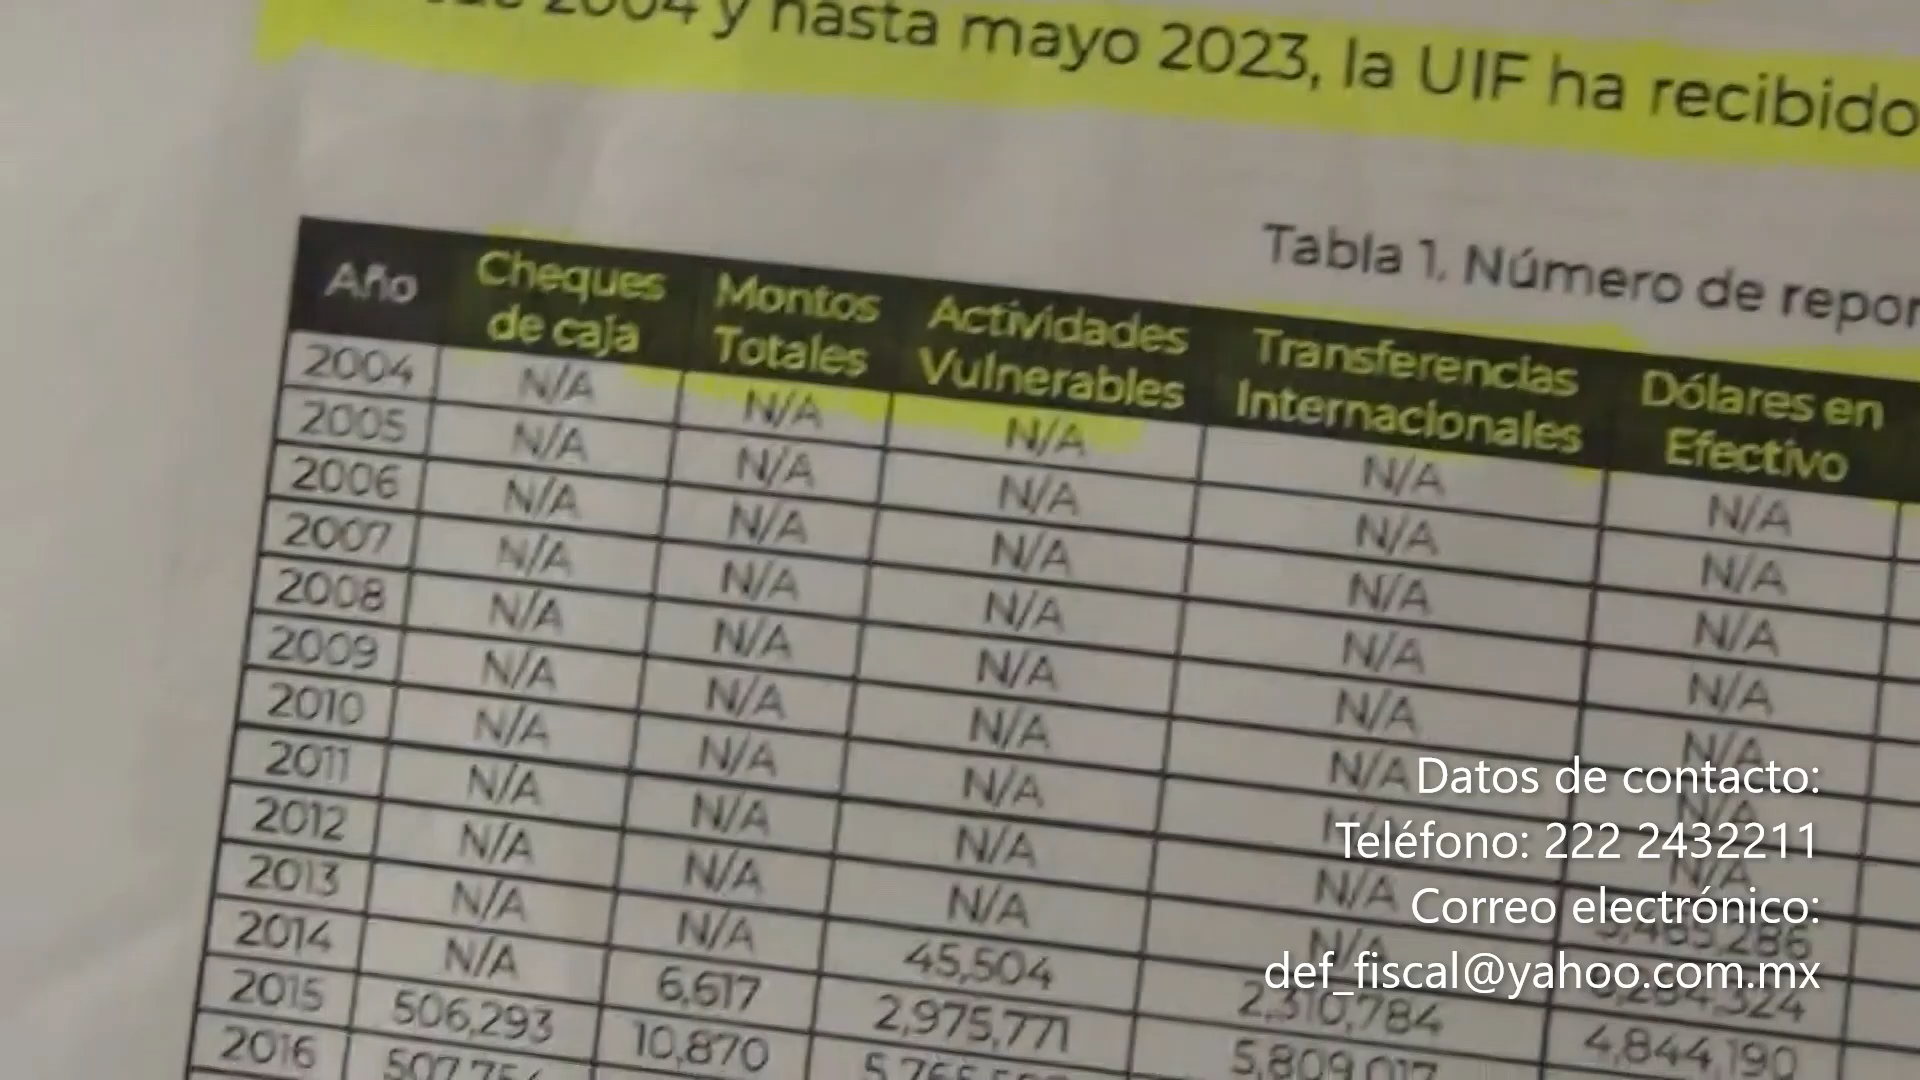 2004 y hasta mayo 2023, la UIF ha recibido
Tabla 1. Número de repor
Año Cheques de caja Montos Totales Actividades Vulnerables Transferencias Internacionales Dólares en Efectivo
2004 N/A N/A N/A N/A N/A
2005 N/A N/A N/A N/A N/A
2006 N/A N/A N/A N/A N/A
2007 N/A N/A N/A N/A N/A
2008 N/A N/A N/A N/A N/A
2009 N/A N/A N/A N/A N/A
2010 N/A N/A N/A N/A N/A
2011 N/A N/A N/A N/A
2012 N/A N/A N/A N/A
2013 N/A N/A N/A N/A
2014 N/A 6,617 45,504 2,310,784
2015 506,293 10,870 2,975,771 5,809,017 4,844,190
2016
Datos de contacto:
Teléfono: 222 2432211
Correo electrónico:
def_fiscal@yahoo.com.mx